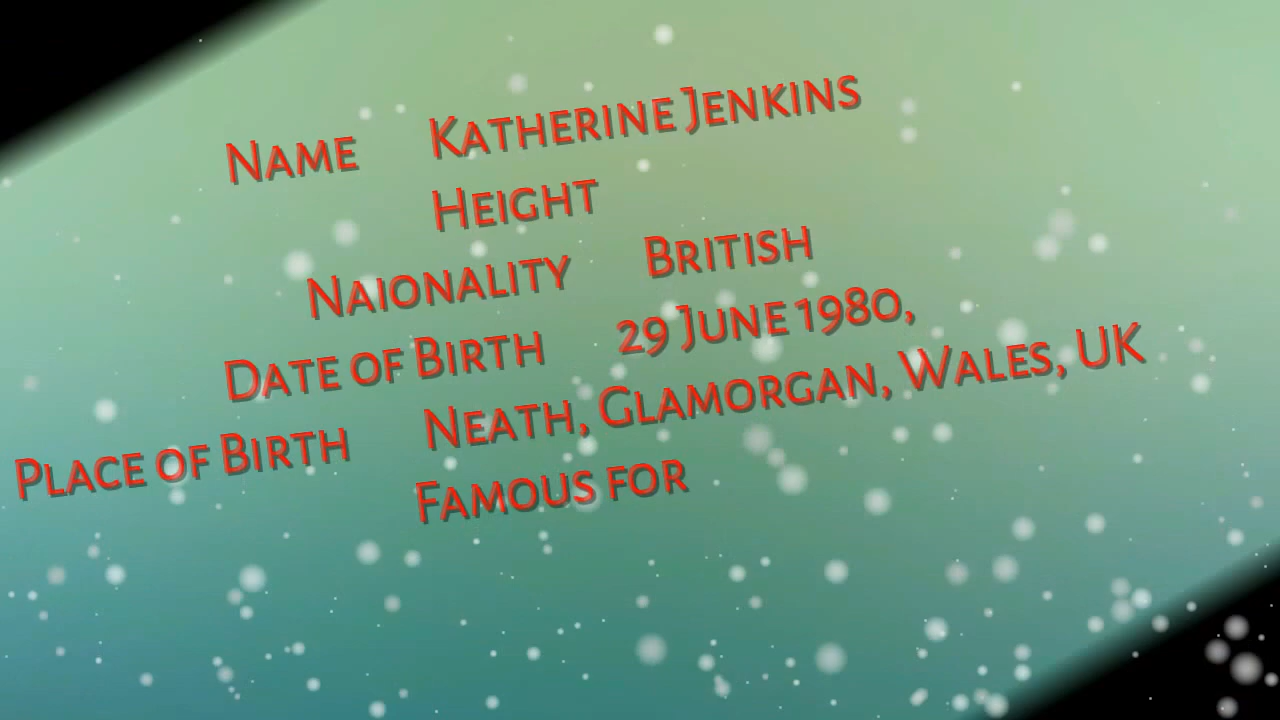 Name Katherine Jenkins
Height
Naionality British
Date of Birth 29 June 1980,
Place of Birth Neath, Glamorgan, Wales, UK
Famous for